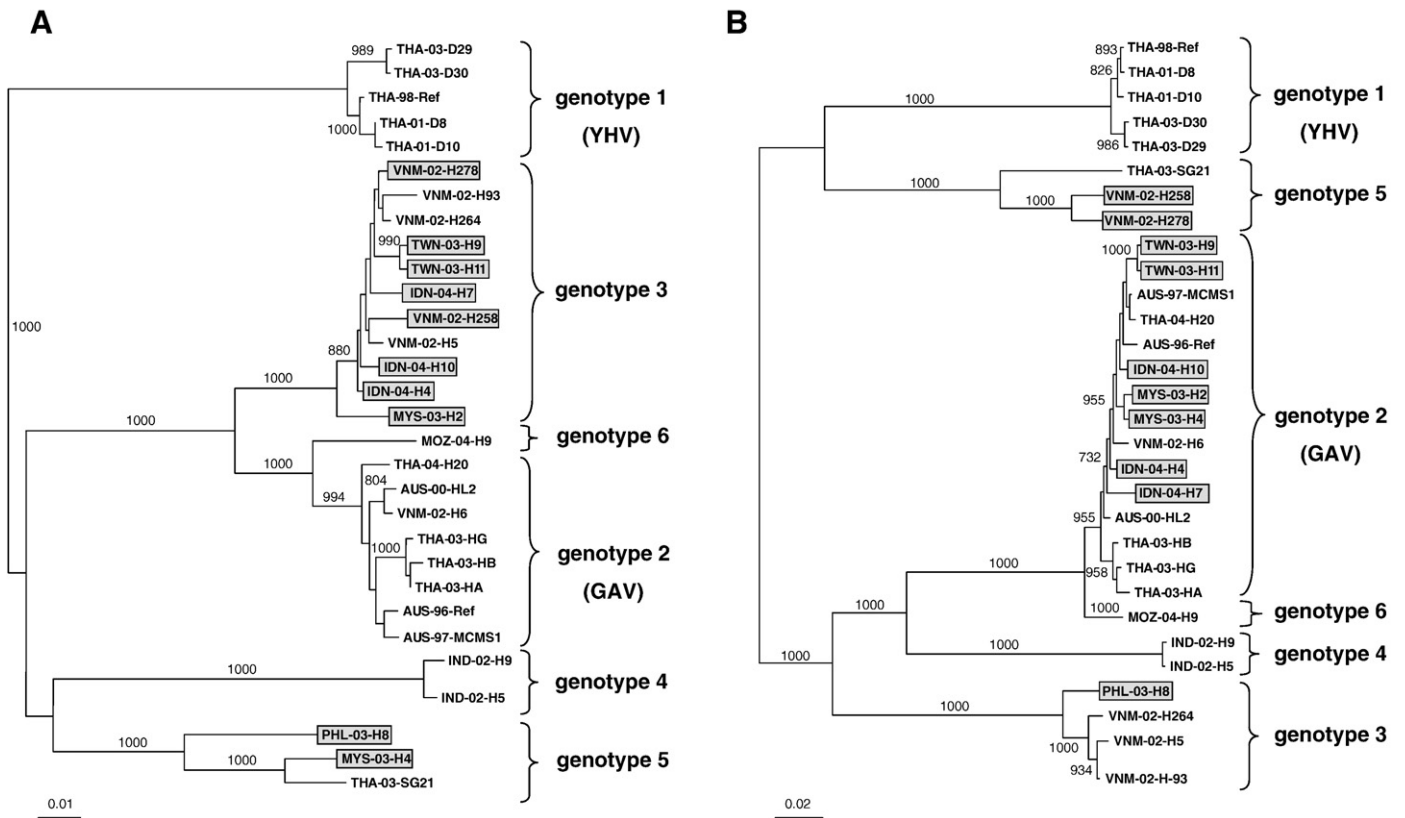 A
989
THA-03-D29
THA-03-D30
THA-98-Ref
THA-01-D8
1000
THA-01-D10
genotype 1
(YHV)
VNM-02-H278
VNM-02-H93
VNM-02-H264
990
TWN-03-H9
TWN-03-H11
IDN-04-H7
VNM-02-H258
VNM-02-H5
880
IDN-04-H10
IDN-04-H4
MYS-03-H2
genotype 3
1000
1000
1000
MOZ-04-H9
genotype 6
1000
THA-04-H20
804
AUS-00-HL2
994
VNM-02-H6
THA-03-HG
1000
THA-03-HB
THA-03-HA
AUS-96-Ref
AUS-97-MCMS1
genotype 2
(GAV)
1000
IND-02-H9
IND-02-H5
genotype 4
1000
PHL-03-H8
1000
MYS-03-H4
THA-03-SG21
genotype 5
0.01
B
893
THA-98-Ref
826
THA-01-D8
1000
THA-01-D10
THA-03-D30
986
THA-03-D29
genotype 1
(YHV)
THA-03-SG21
1000
1000
VNM-02-H258
VNM-02-H278
genotype 5
1000
TWN-03-H9
TWN-03-H11
AUS-97-MCMS1
THA-04-H20
AUS-96-Ref
IDN-04-H10
955
MYS-03-H2
MYS-03-H4
VNM-02-H6
732
IDN-04-H4
IDN-04-H7
955
AUS-00-HL2
THA-03-HB
1000
958
THA-03-HG
THA-03-HA
genotype 2
(GAV)
1000
1000
MOZ-04-H9
genotype 6
1000
IND-02-H9
IND-02-H5
genotype 4
1000
PHL-03-H8
1000
VNM-02-H264
VNM-02-H5
1000
934
VNM-02-H-93
genotype 3
0.02